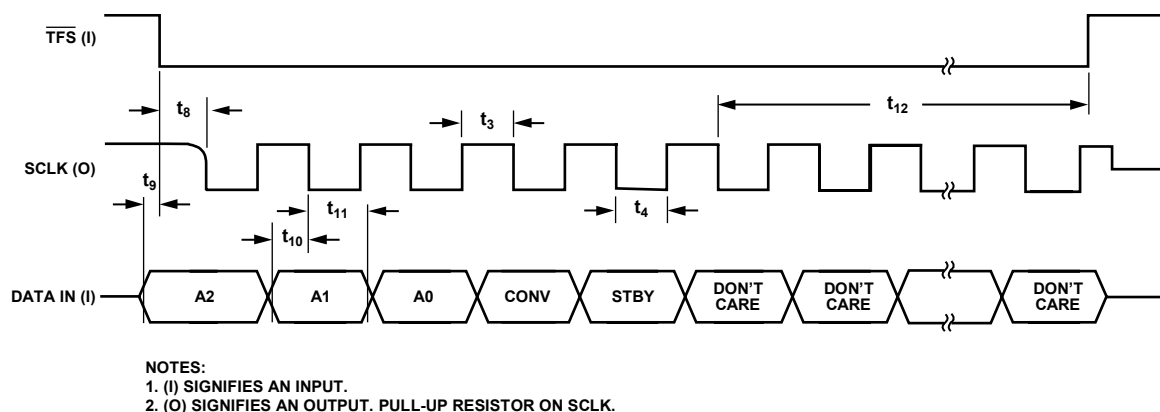 TFS (I)
t8
t3
t12
SCLK (O)
t9
t11
t4
t10
DATA IN (I)
A2
A1
A0
CONV
STBY
DON'T CARE
DON'T CARE
DON'T CARE
NOTES:
1. (I) SIGNIFIES AN INPUT.
2. (O) SIGNIFIES AN OUTPUT. PULL-UP RESISTOR ON SCLK.